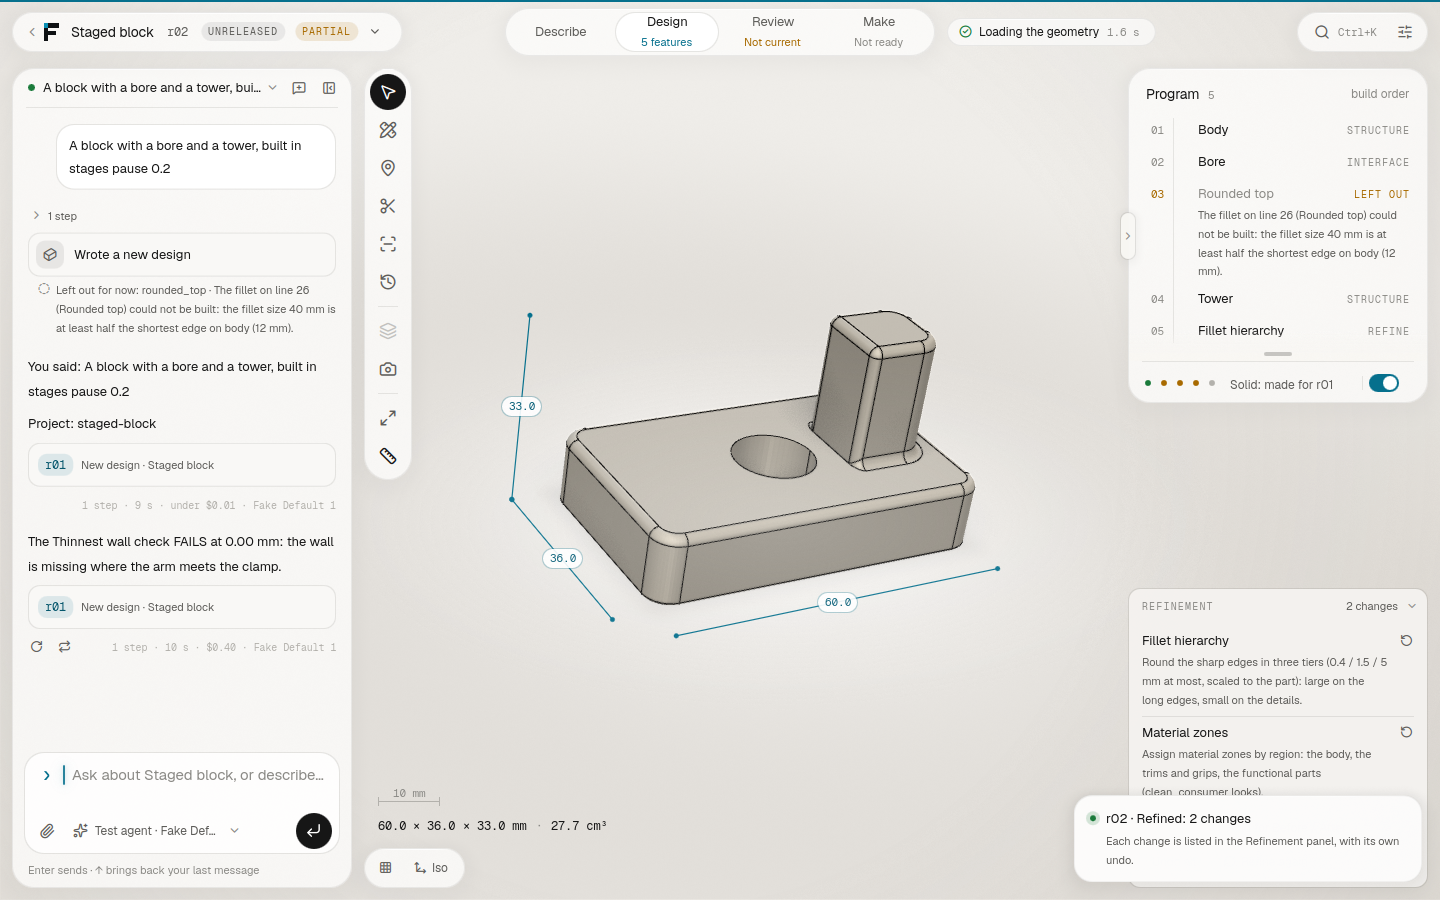 Staged block r02 UNRELEASED PARTIAL
Describe
Design
5 features
Review
Not current
Make
Not ready
Loading the geometry 1.6 s
Ctrl+K
A block with a bore and a tower, bui...
A block with a bore and a tower, built in
stages pause 0.2
1 step
Wrote a new design
Left out for now: rounded_top · The fillet on line 26
(Rounded top) could not be built: the fillet size 40 mm is
at least half the shortest edge on body (12 mm).
You said: A block with a bore and a tower, built in
stages pause 0.2
Project: staged-block
r01 New design · Staged block
1 step · 9 s · under $0.01 · Fake Default 1
The Thinnest wall check FAILS at 0.00 mm: the wall
is missing where the arm meets the clamp.
r01 New design · Staged block
1 step · 10 s · $0.40 · Fake Default 1
Ask about Staged block, or describe...
Test agent · Fake Def...
Enter sends · ↑ brings back your last message
33.0
36.0
60.0
10 mm
60.0 × 36.0 × 33.0 mm · 27.7 cm³
Iso
Program 5 build order
01 Body STRUCTURE
02 Bore INTERFACE
03 Rounded top LEFT OUT
The fillet on line 26 (Rounded top) could
not be built: the fillet size 40 mm is at
least half the shortest edge on body (12
mm).
04 Tower STRUCTURE
05 Fillet hierarchy REFINE
Solid: made for r01
REFINEMENT 2 changes
Fillet hierarchy
Round the sharp edges in three tiers (0.4 / 1.5 / 5
mm at most, scaled to the part): large on the
long edges, small on the details.
Material zones
Assign material zones by region: the body, the
trims and grips, the functional parts
(clean, consumer looks).
r02 · Refined: 2 changes
Each change is listed in the Refinement panel, with its own
undo.